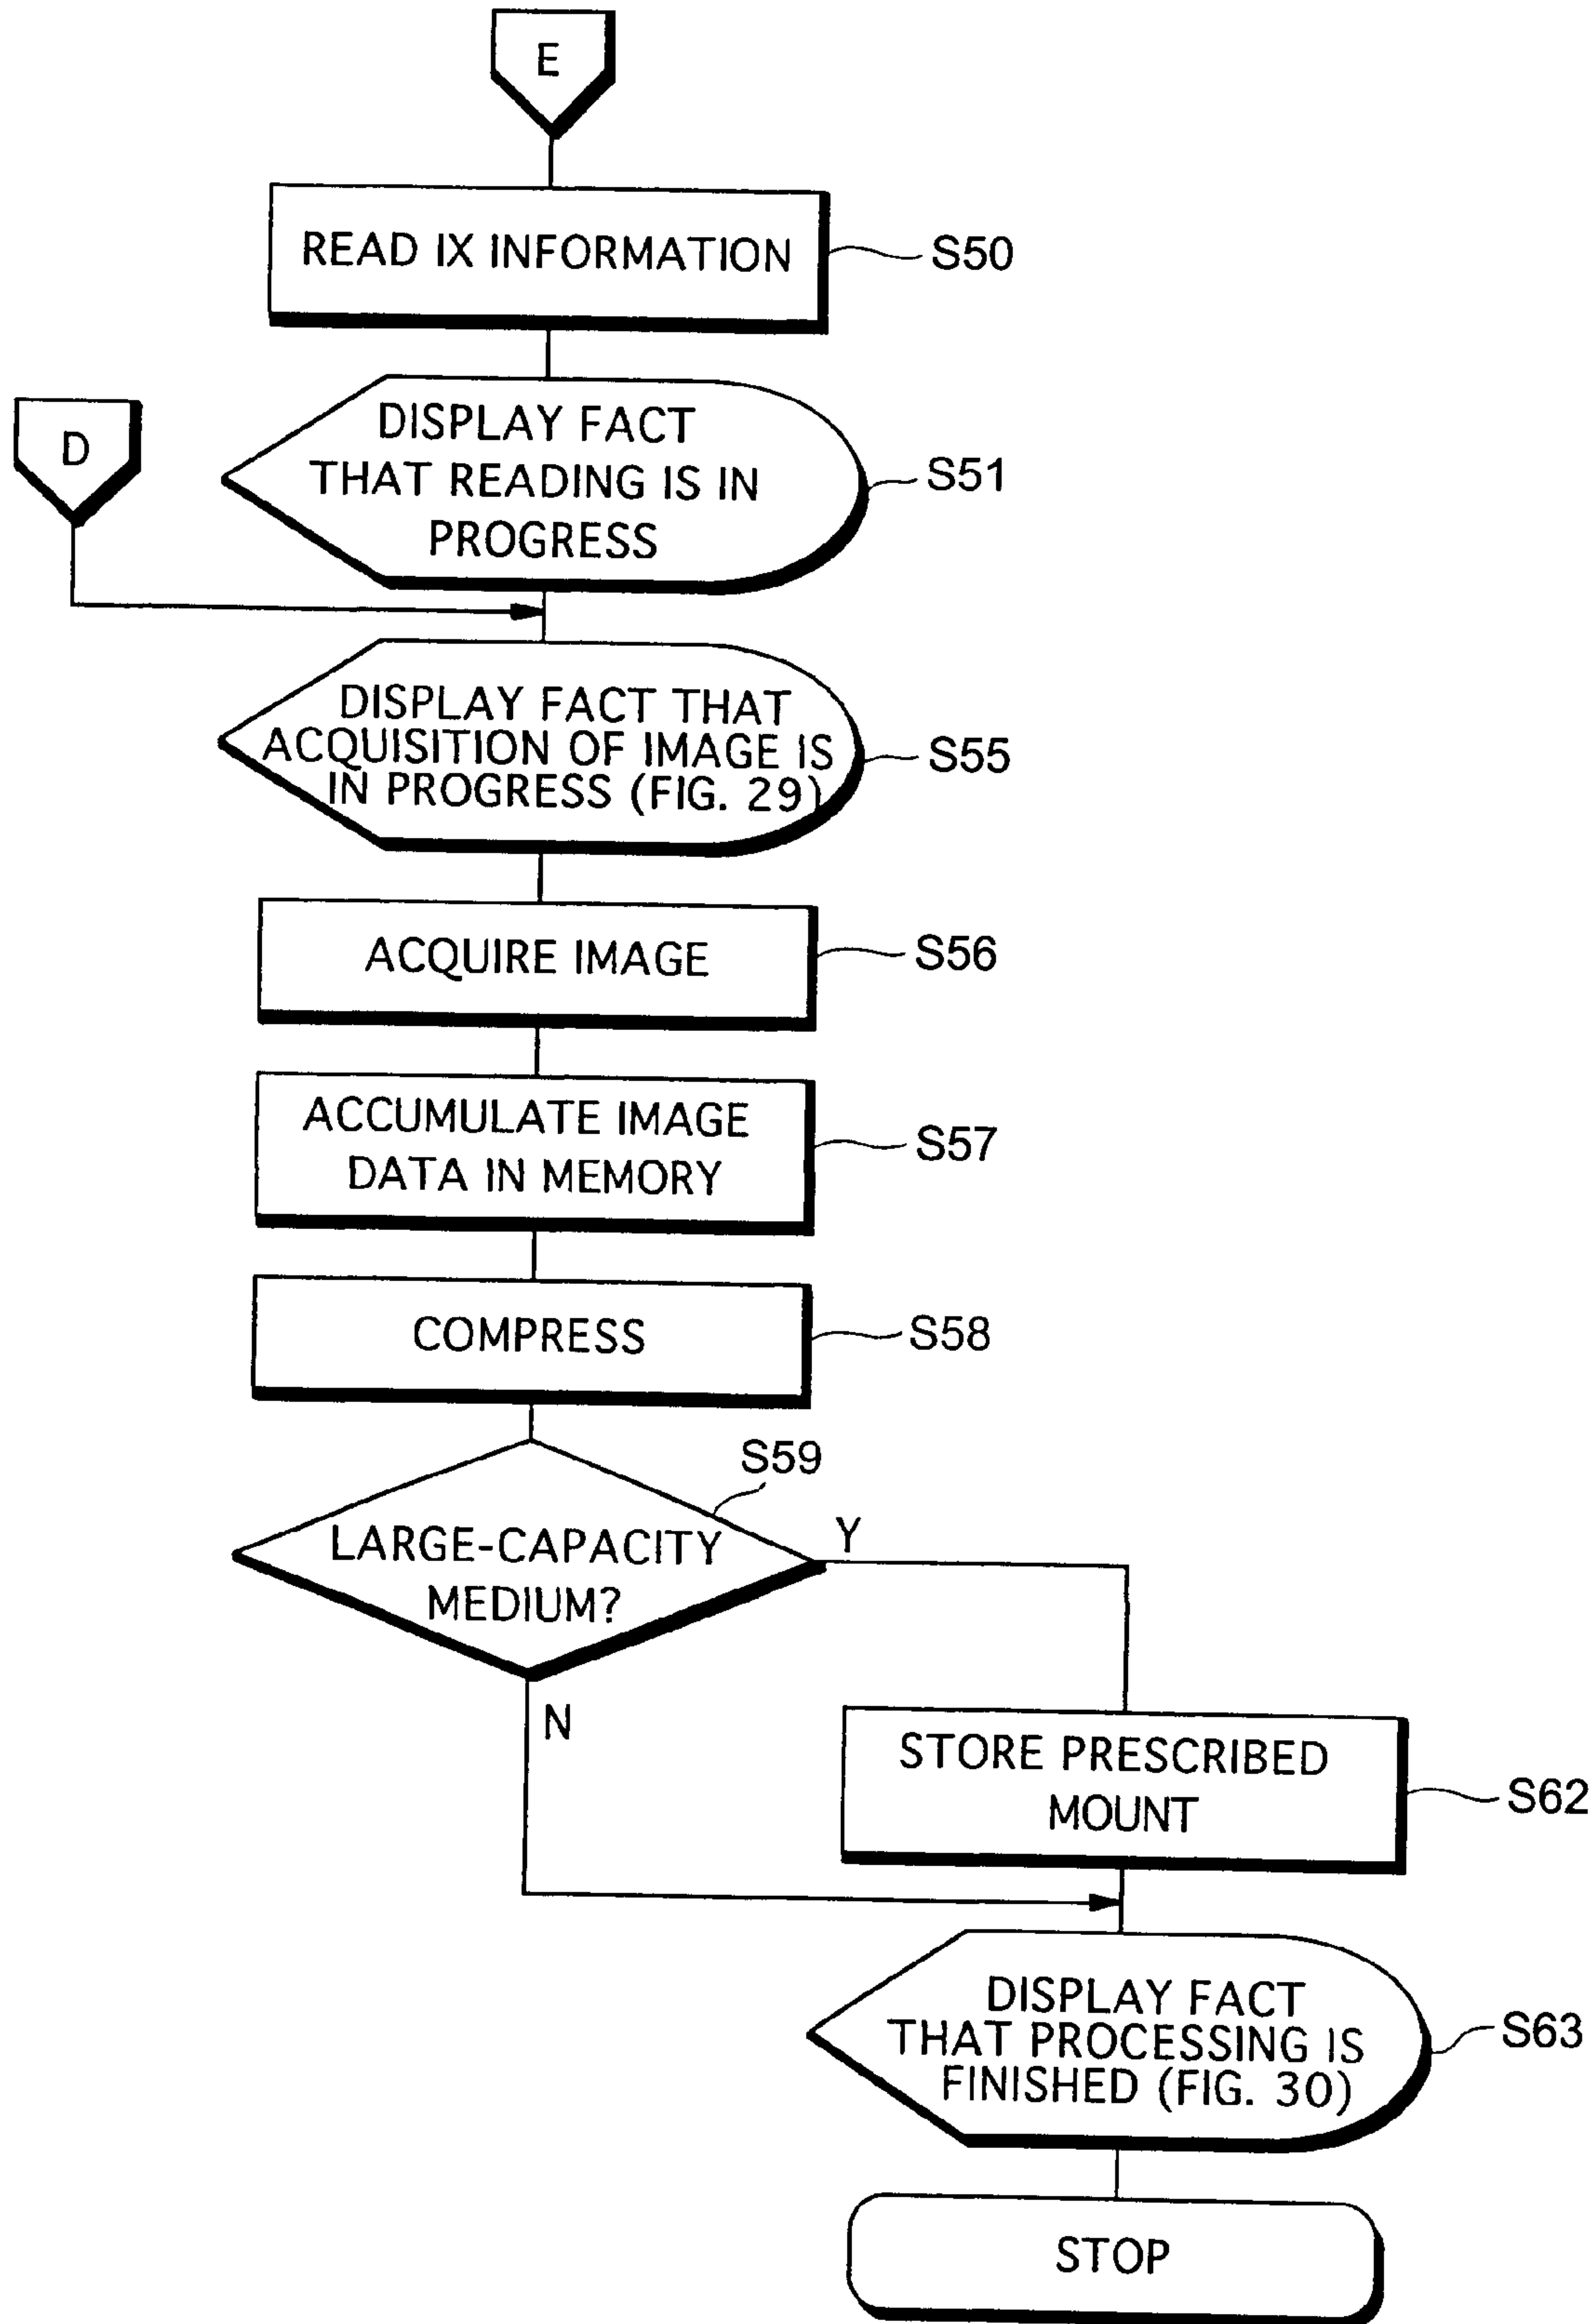 E
READ IX INFORMATION
S50
D
DISPLAY FACT
THAT READING IS IN
PROGRESS
S51
DISPLAY FACT THAT
ACQUISITION OF IMAGE IS
IN PROGRESS (FIG. 29)
S55
ACQUIRE IMAGE
S56
ACCUMULATE IMAGE
DATA IN MEMORY
S57
COMPRESS
S58
S59
LARGE-CAPACITY
MEDIUM?
Y
N
STORE PRESCRIBED
MOUNT
S62
DISPLAY FACT
THAT PROCESSING IS
FINISHED (FIG. 30)
S63
STOP